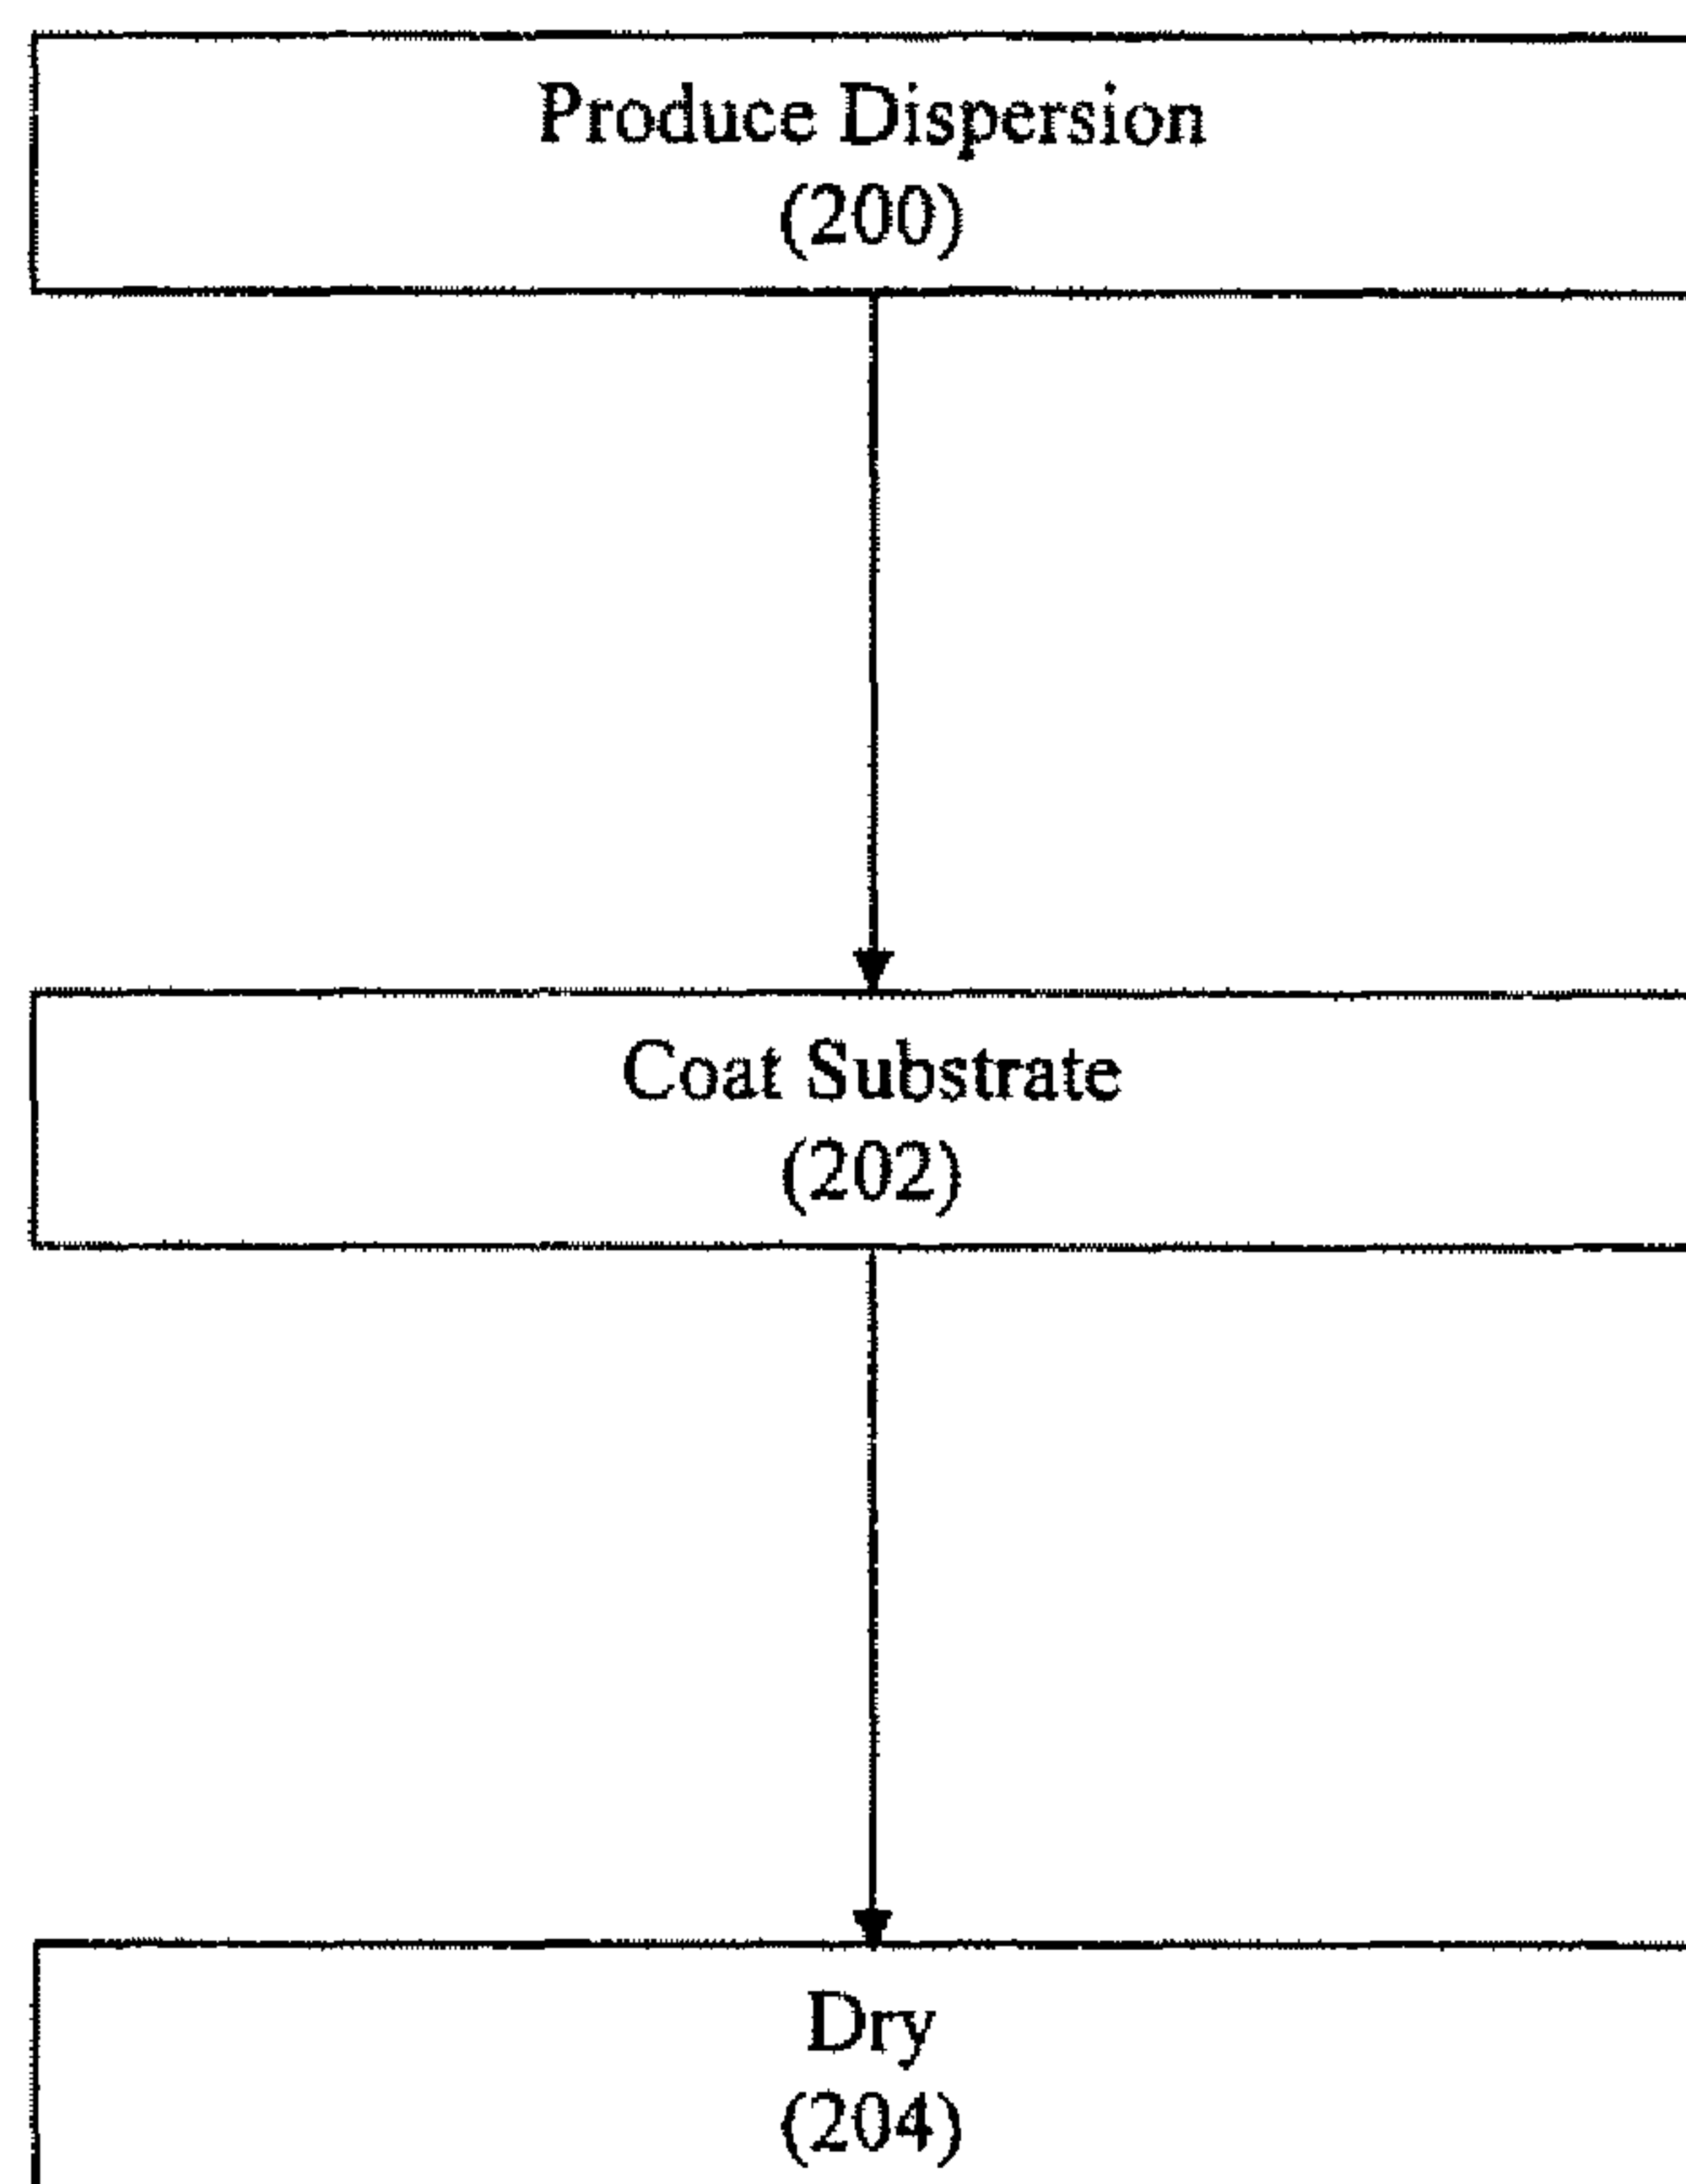 Produce Dispersion
(200)
Coat Substrate
(202)
Dry
(204)